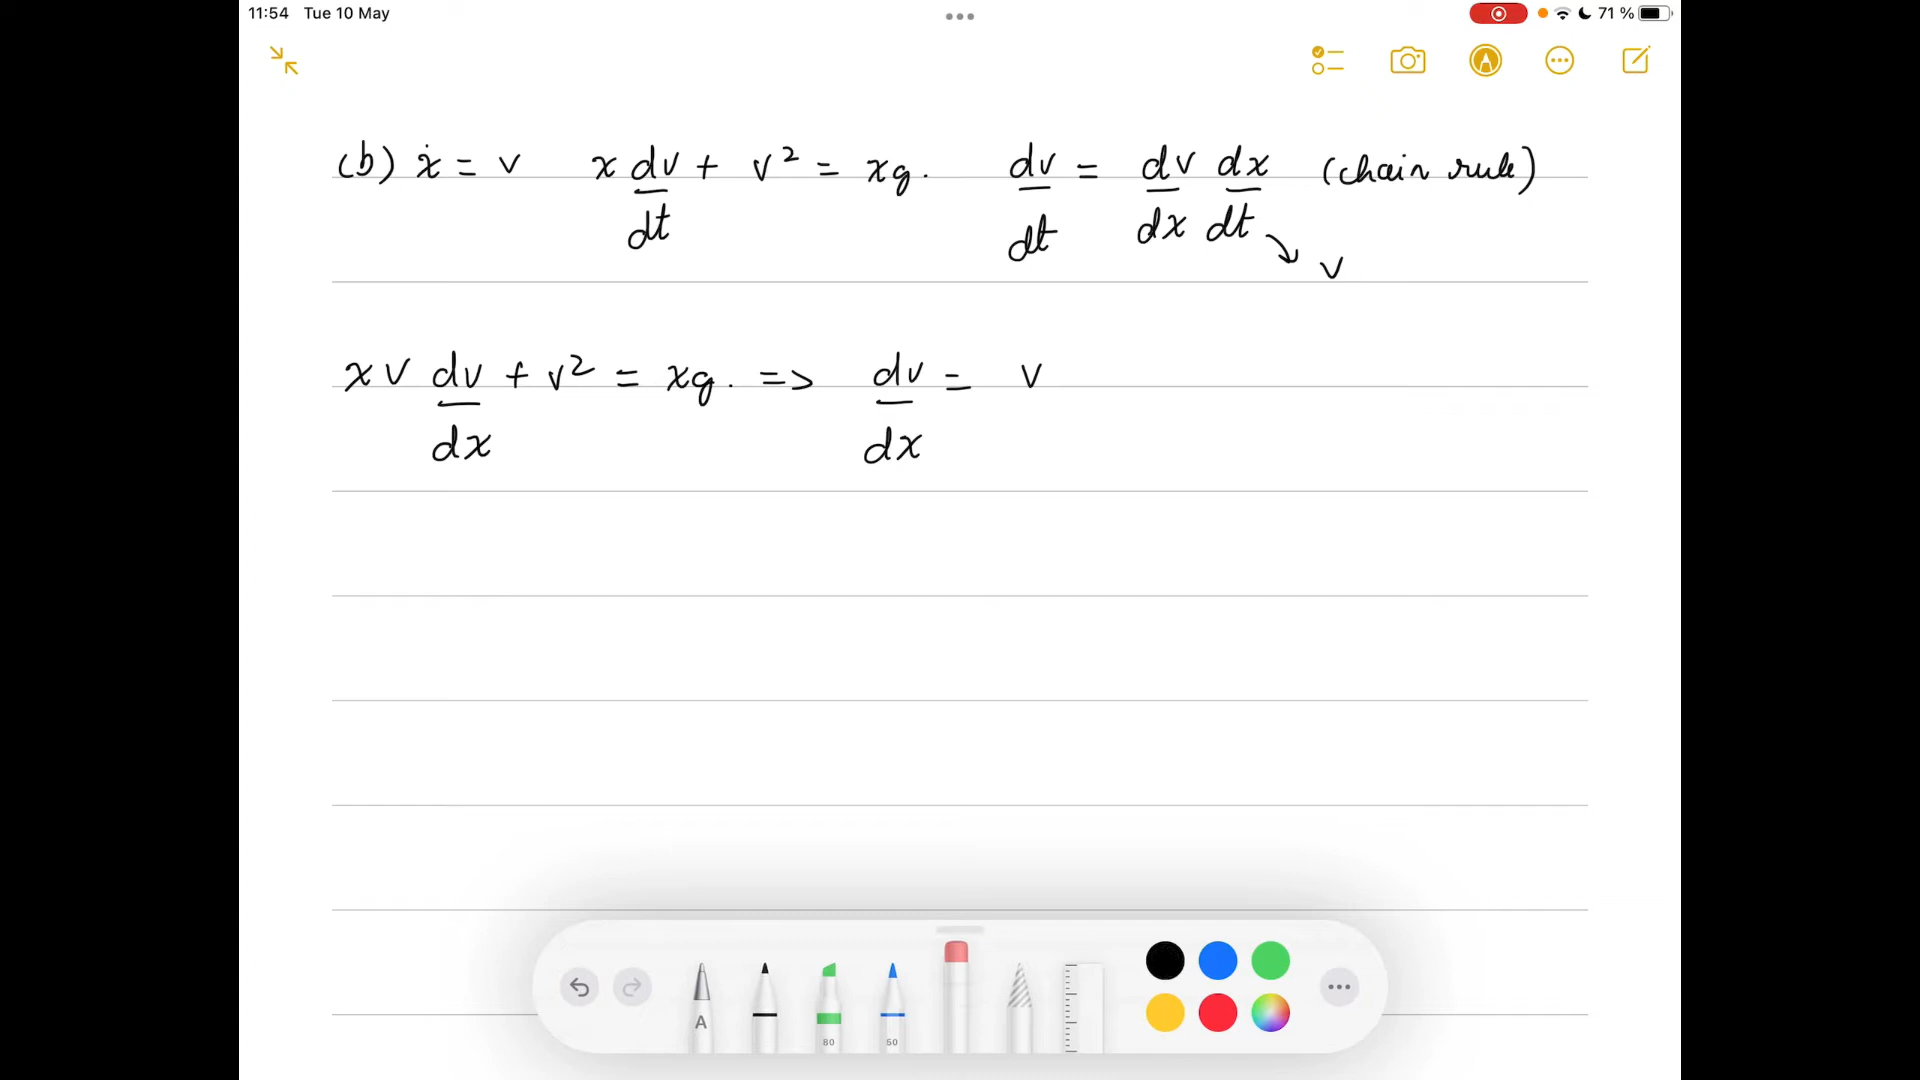 11:54 Tue 10 May 71 %
(b) ẋ = v x dv/dt + v² = xg. dv/dt = dv/dx dx/dt (chain rule)
→ v
x v dv/dx + v² = xg. => dv/dx = v
A 80 50